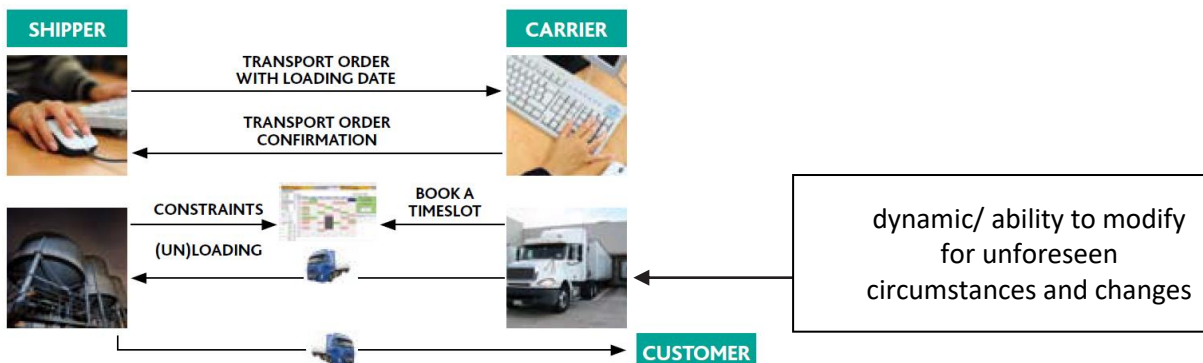 SHIPPER
CARRIER
TRANSPORT ORDER
WITH LOADING DATE
TRANSPORT ORDER
CONFIRMATION
CONSTRAINTS
BOOK A
TIMESLOT
(UN)LOADING
dynamic/ ability to modify
for unforeseen
circumstances and changes
CUSTOMER